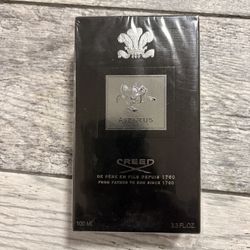 AVENTUS
CREED
DE PÈRE EN FILS DEPUIS 1760
FROM FATHER TO SON SINCE 1760
100 ML
3.3 FL.OZ.